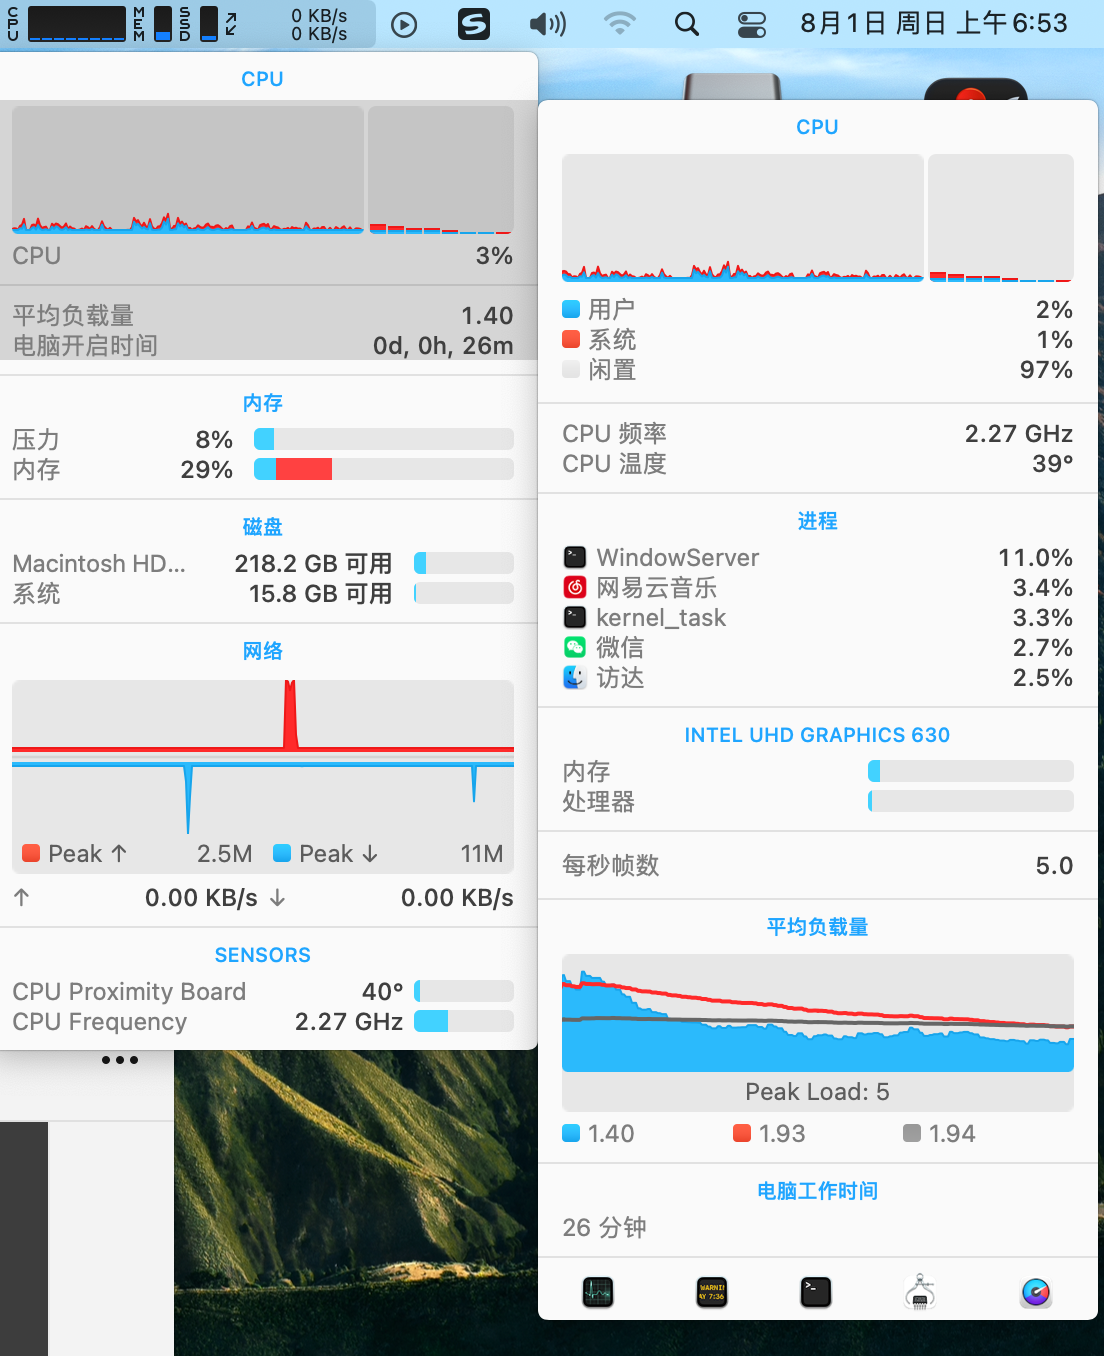 CPU
MEM
SSD
0 KB/s
0 KB/s
8月1日 周日 上午6:53
CPU
CPU 3%
平均负载量 1.40
电脑开启时间 0d, 0h, 26m
内存
压力 8%
内存 29%
磁盘
Macintosh HD... 218.2 GB 可用
系统 15.8 GB 可用
网络
Peak ↑ 2.5M Peak ↓ 11M
↑ 0.00 KB/s ↓ 0.00 KB/s
SENSORS
CPU Proximity Board 40°
CPU Frequency 2.27 GHz
CPU
用户 2%
系统 1%
闲置 97%
CPU 频率 2.27 GHz
CPU 温度 39°
进程
WindowServer 11.0%
网易云音乐 3.4%
kernel_task 3.3%
微信 2.7%
访达 2.5%
INTEL UHD GRAPHICS 630
内存
处理器
每秒帧数 5.0
平均负载量
Peak Load: 5
1.40 1.93 1.94
电脑工作时间
26 分钟
WARNIN
AY 7:36